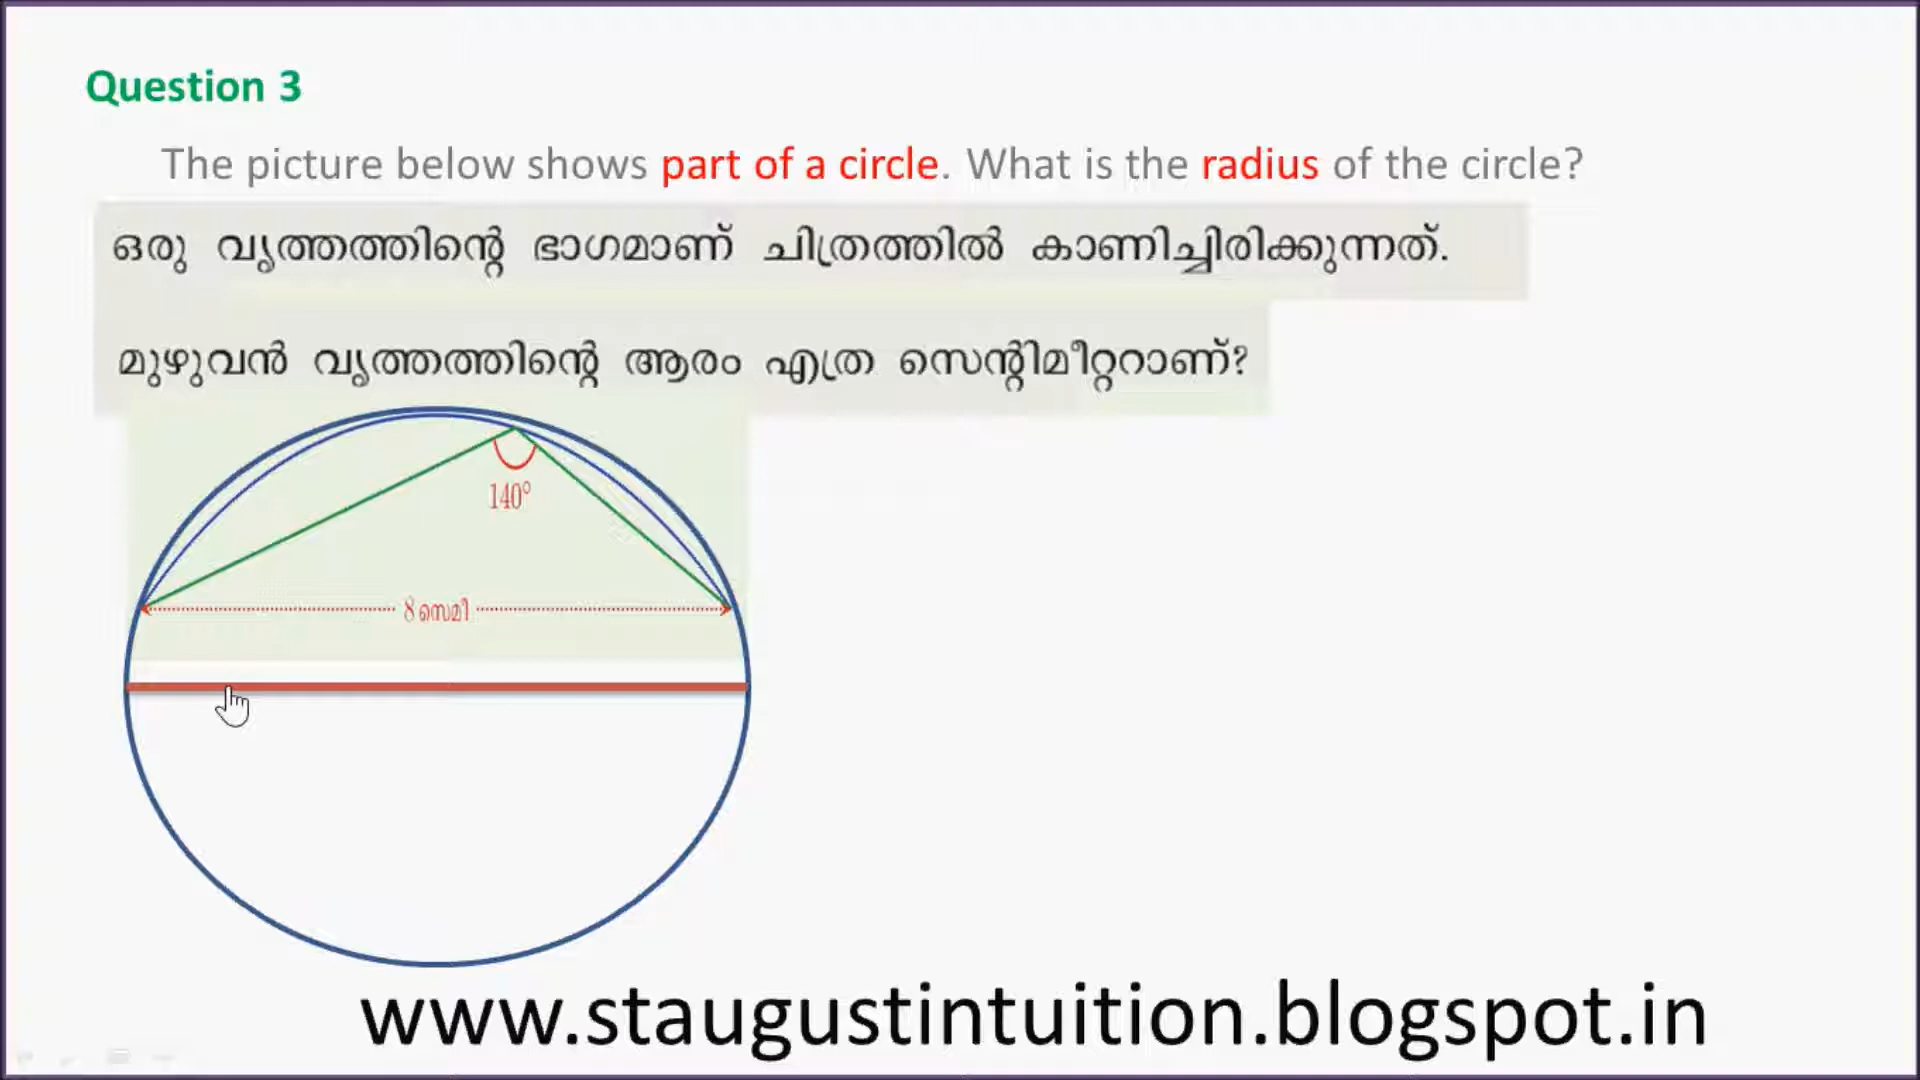 Question 3
The picture below shows part of a circle. What is the radius of the circle?
ഒരു വൃത്തത്തിന്റെ ഭാഗമാണ് ചിത്രത്തിൽ കാണിച്ചിരിക്കുന്നത്.
മുഴുവൻ വൃത്തത്തിന്റെ ആരം എത്ര സെന്റിമീറ്ററാണ്?
140°
8 സെമീ
www.staugustintuition.blogspot.in